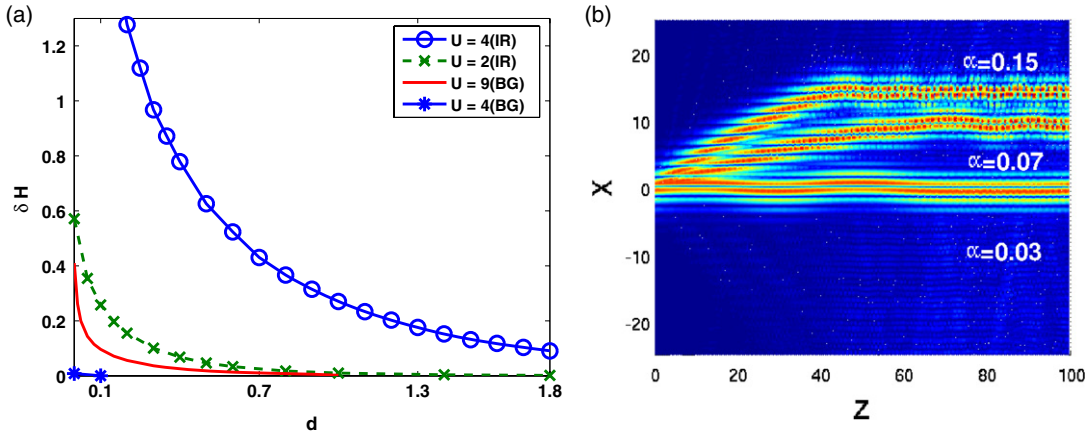 (a)
1.2
1
0.8
0.6
0.4
0.2
0
δ H
0.1
0.7
1.3
1.8
d
U = 4(IR)
U = 2(IR)
U = 9(BG)
U = 4(BG)
(b)
20
10
0
-10
-20
X
0
20
40
60
80
100
Z
α=0.15
α=0.07
α=0.03